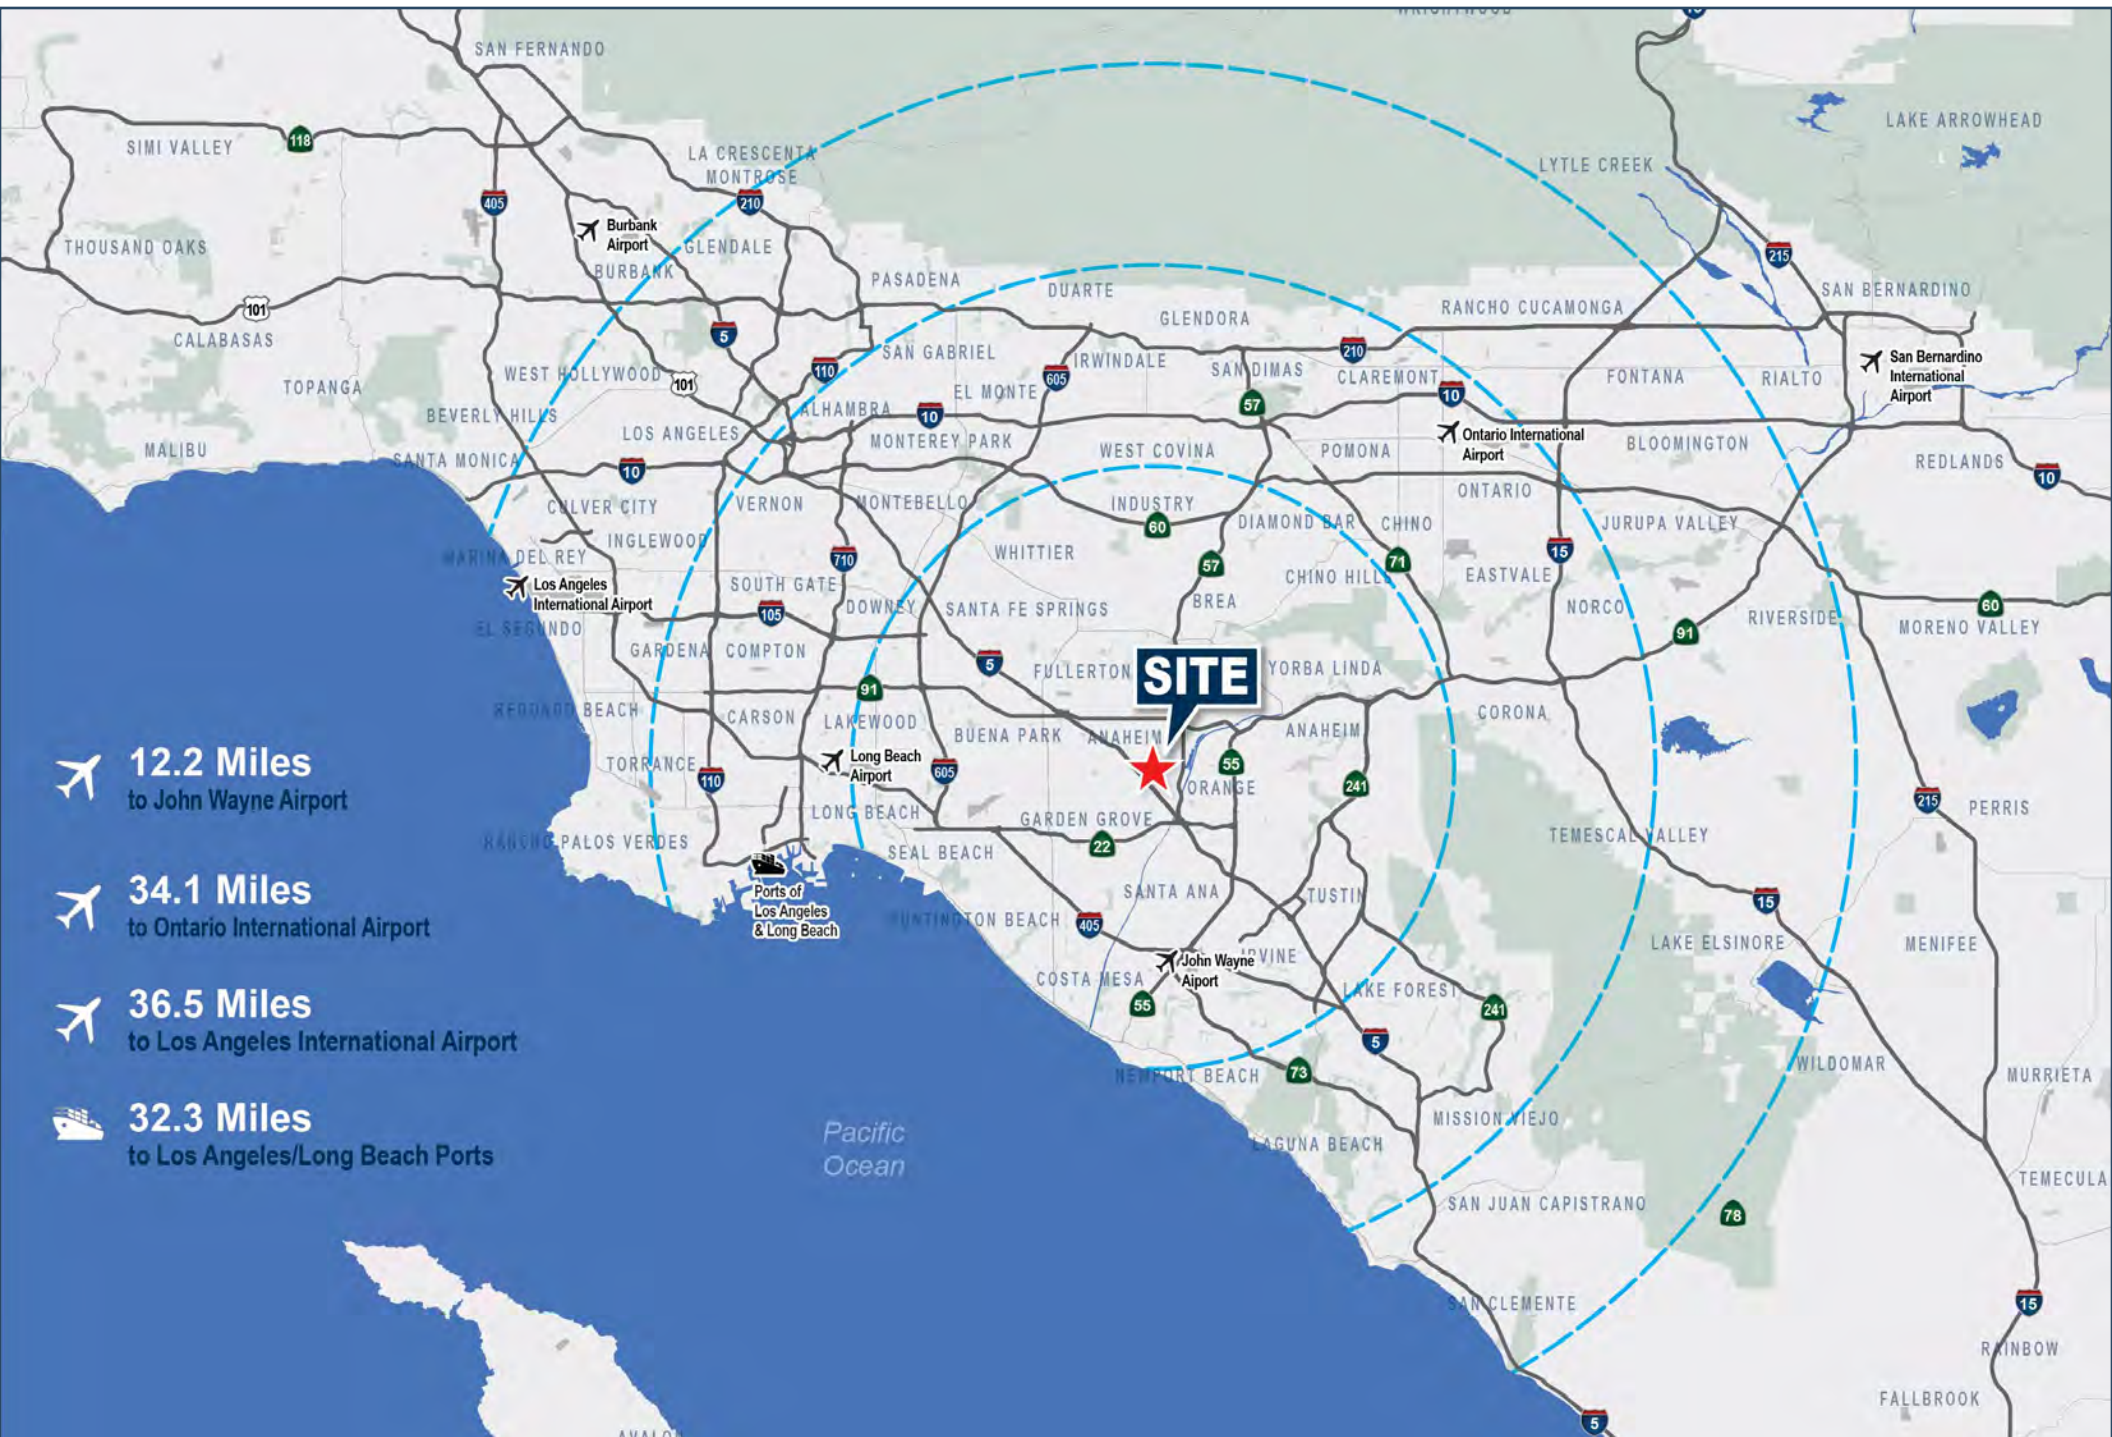 WRIGHTWOOD
SAN FERNANDO
LAKE ARROWHEAD
118
SIMI VALLEY
LA CRESCENTA
MONTROSE
LYTLE CREEK
405
210
Burbank
Airport
THOUSAND OAKS
GLENDALE
215
BURBANK
PASADENA
DUARTE
SAN BERNARDINO
101
RANCHO CUCAMONGA
GLENDORA
5
CALABASAS
SAN GABRIEL
IRWINDALE
210
San Bernardino
International
Airport
110
605
SAN DIMAS
CLAREMONT
WEST HOLLYWOOD
101
FONTANA
RIALTO
TOPANGA
EL MONTE
10
57
BEVERLY HILLS
ALHAMBRA
10
LOS ANGELES
MONTEREY PARK
Ontario International
Airport
BLOOMINGTON
MALIBU
WEST COVINA
POMONA
SANTA MONICA
REDLANDS
10
10
ONTARIO
CULVER CITY
VERNON
MONTEBELLO
INDUSTRY
60
DIAMOND BAR
CHINO
JURUPA VALLEY
INGLEWOOD
WHITTIER
15
MARINA DEL REY
710
57
71
CHINO HILLS
EASTVALE
Los Angeles
International Airport
SOUTH GATE
BREA
105
DOWNEY
SANTA FE SPRINGS
NORCO
60
EL SEGUNDO
91
RIVERSIDE
MORENO VALLEY
GARDENA
COMPTON
5
FULLERTON
SITE
YORBA LINDA
91
REDONDO BEACH
CARSON
LAKEWOOD
CORONA
BUENA PARK
ANAHEIM
ANAHEIM
12.2 Miles
to John Wayne Airport
TORRANCE
110
Long Beach
Airport
605
55
ORANGE
241
215
PERRIS
LONG BEACH
GARDEN GROVE
22
TEMESCAL VALLEY
RANCHO PALOS VERDES
SEAL BEACH
Ports of
Los Angeles
& Long Beach
34.1 Miles
to Ontario International Airport
SANTA ANA
TUSTIN
15
HUNTINGTON BEACH
405
LAKE ELSINORE
MENIFEE
John Wayne
Aiport
IRVINE
COSTA MESA
55
LAKE FOREST
241
36.5 Miles
to Los Angeles International Airport
5
WILDOMAR
NEWPORT BEACH
73
MURRIETA
32.3 Miles
to Los Angeles/Long Beach Ports
Pacific
Ocean
MISSION VIEJO
LAGUNA BEACH
TEMECULA
SAN JUAN CAPISTRANO
78
SAN CLEMENTE
15
RAINBOW
FALLBROOK
5
AVALON